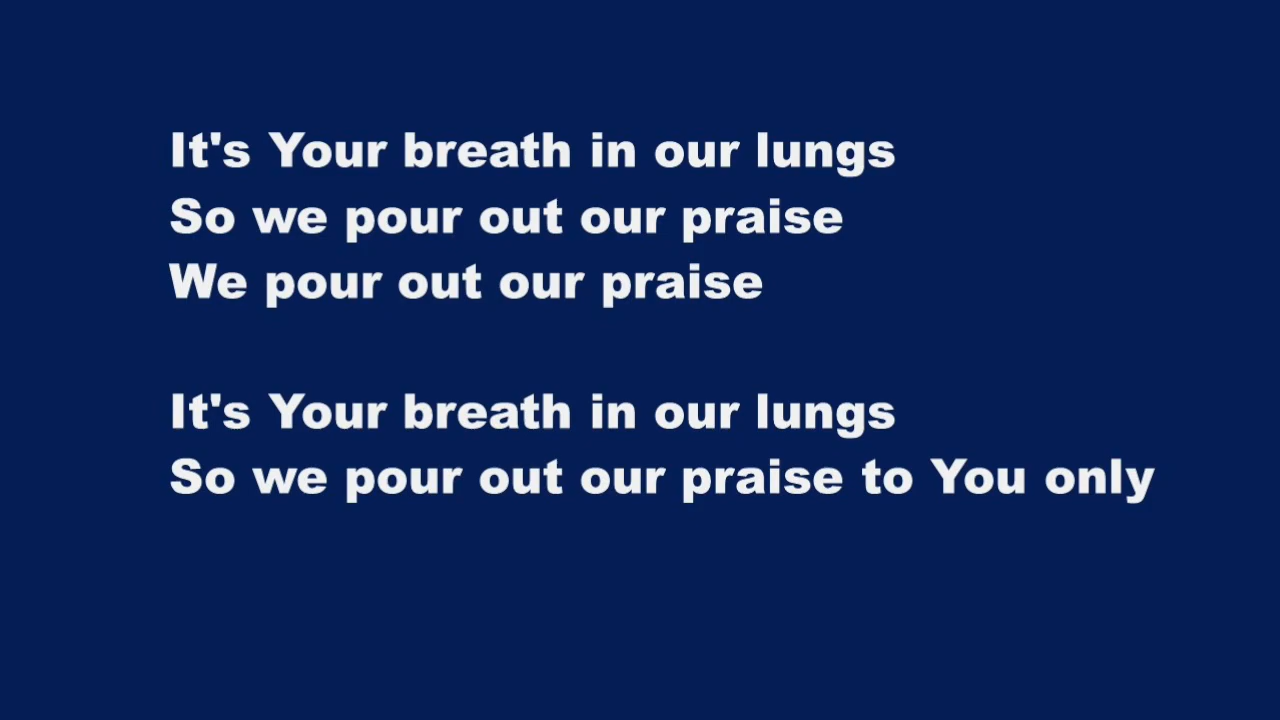 It's Your breath in our lungs
So we pour out our praise
We pour out our praise
It's Your breath in our lungs
So we pour out our praise to You only